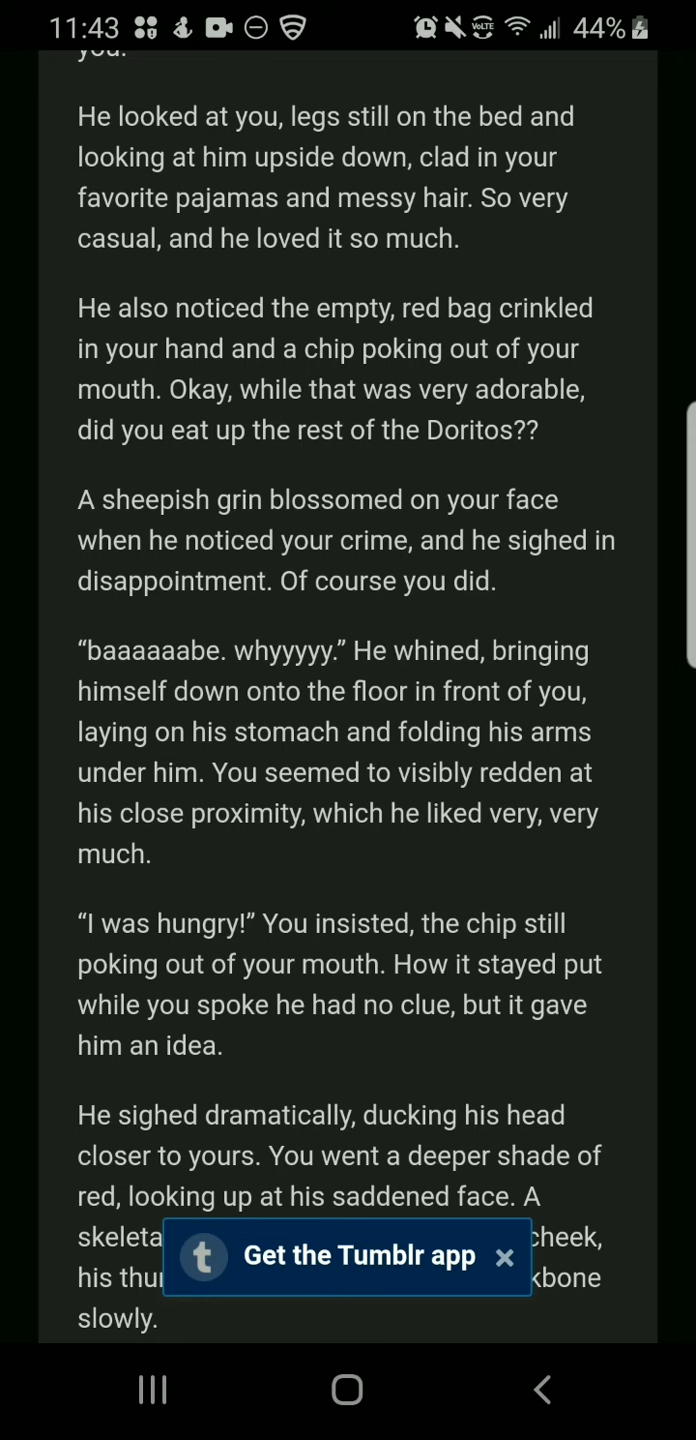 11:43
VoLTE
44%
you.
He looked at you, legs still on the bed and
looking at him upside down, clad in your
favorite pajamas and messy hair. So very
casual, and he loved it so much.
He also noticed the empty, red bag crinkled
in your hand and a chip poking out of your
mouth. Okay, while that was very adorable,
did you eat up the rest of the Doritos??
A sheepish grin blossomed on your face
when he noticed your crime, and he sighed in
disappointment. Of course you did.
“baaaaaabe. whyyyyy.” He whined, bringing
himself down onto the floor in front of you,
laying on his stomach and folding his arms
under him. You seemed to visibly redden at
his close proximity, which he liked very, very
much.
“I was hungry!” You insisted, the chip still
poking out of your mouth. How it stayed put
while you spoke he had no clue, but it gave
him an idea.
He sighed dramatically, ducking his head
closer to yours. You went a deeper shade of
red, looking up at his saddened face. A
skeleta cheek,
his thu kbone
slowly.
t Get the Tumblr app ×